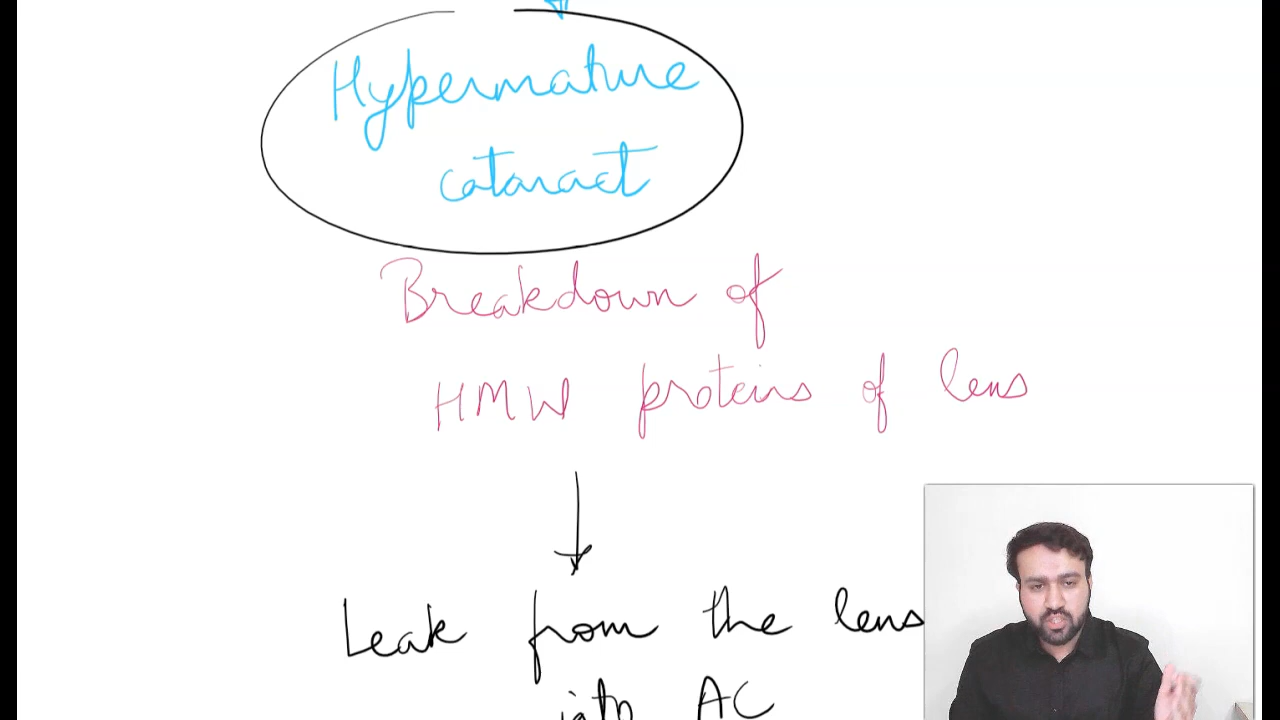 Hypermature
cataract
Breakdown of
HMW proteins of lens
Leak from the lens
into AC